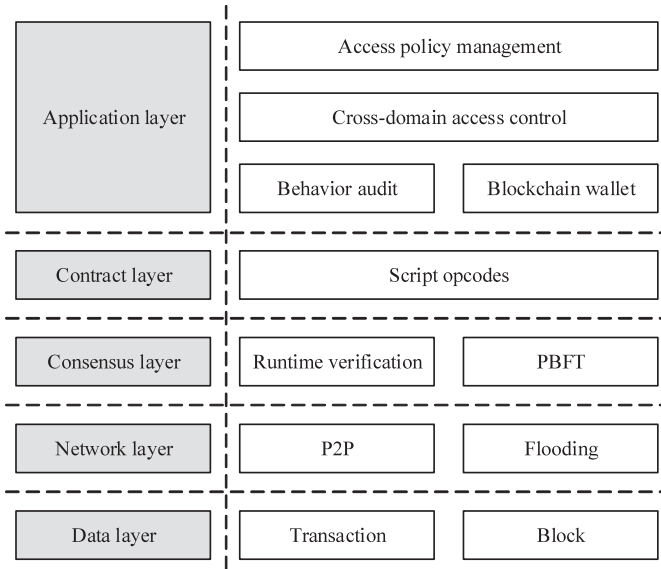 Application layer
Access policy management
Cross-domain access control
Behavior audit
Blockchain wallet
Contract layer
Script opcodes
Consensus layer
Runtime verification
PBFT
Network layer
P2P
Flooding
Data layer
Transaction
Block